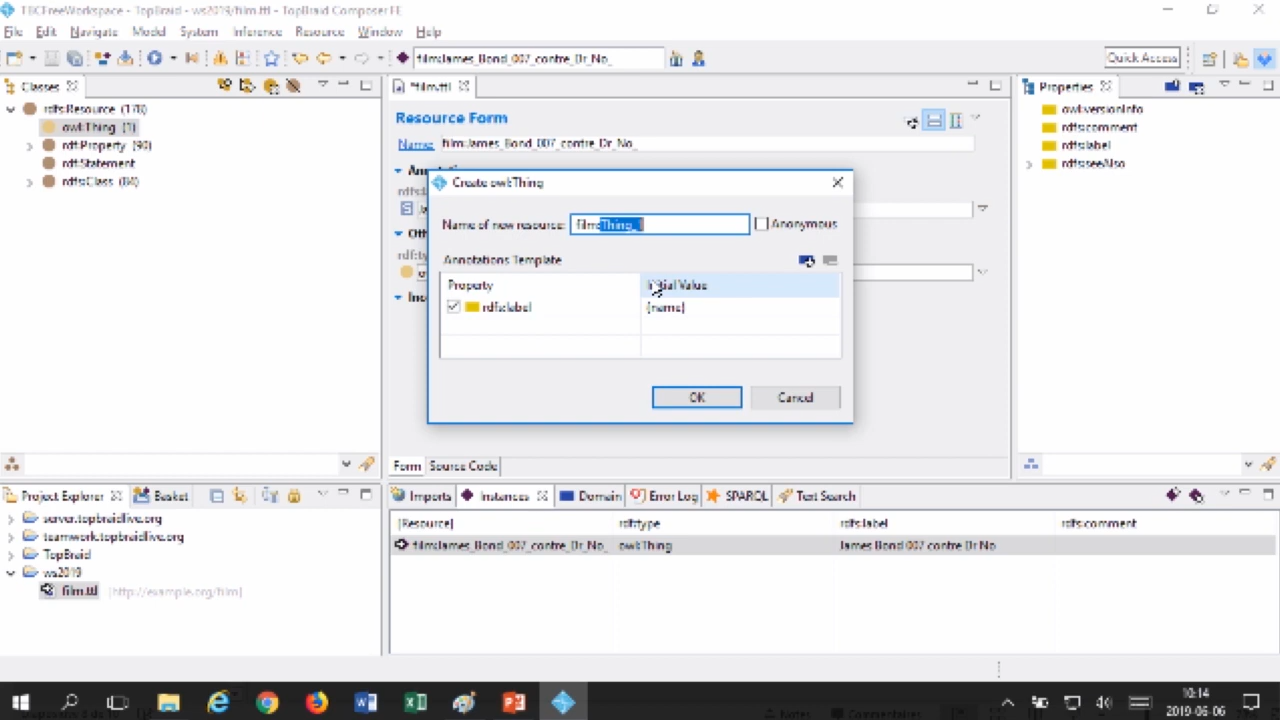 TBCFreeWorkspace - TopBraid - ws2019/film.ttl - TopBraid Composer FE
File Edit Navigate Model System Inference Resource Window Help
film:James_Bond_007_contre_Dr_No_
Quick Access
Classes
rdfs:Resource (178)
owl:Thing (1)
rdf:Property (90)
rdf:Statement
rdfs:Class (84)
*film.ttl
Resource Form
Name: film:James_Bond_007_contre_Dr_No_
Create owl:Thing
Name of new resource: film:Thing_1 Anonymous
Annotations Template
Property Initial Value
rdfs:label {name}
OK Cancel
Form Source Code
Properties
owl:versionInfo
rdfs:comment
rdfs:label
rdfs:seeAlso
Project Explorer Basket
server.topbraidlive.org
teamwork.topbraidlive.org
TopBraid
ws2019
film.ttl [http://example.org/film]
Imports Instances Domain Error Log SPARQL Text Search
[Resource] rdf:type rdfs:label rdfs:comment
film:James_Bond_007_contre_Dr_No_ owl:Thing James Bond 007 contre Dr No
10:14
2019-06-06